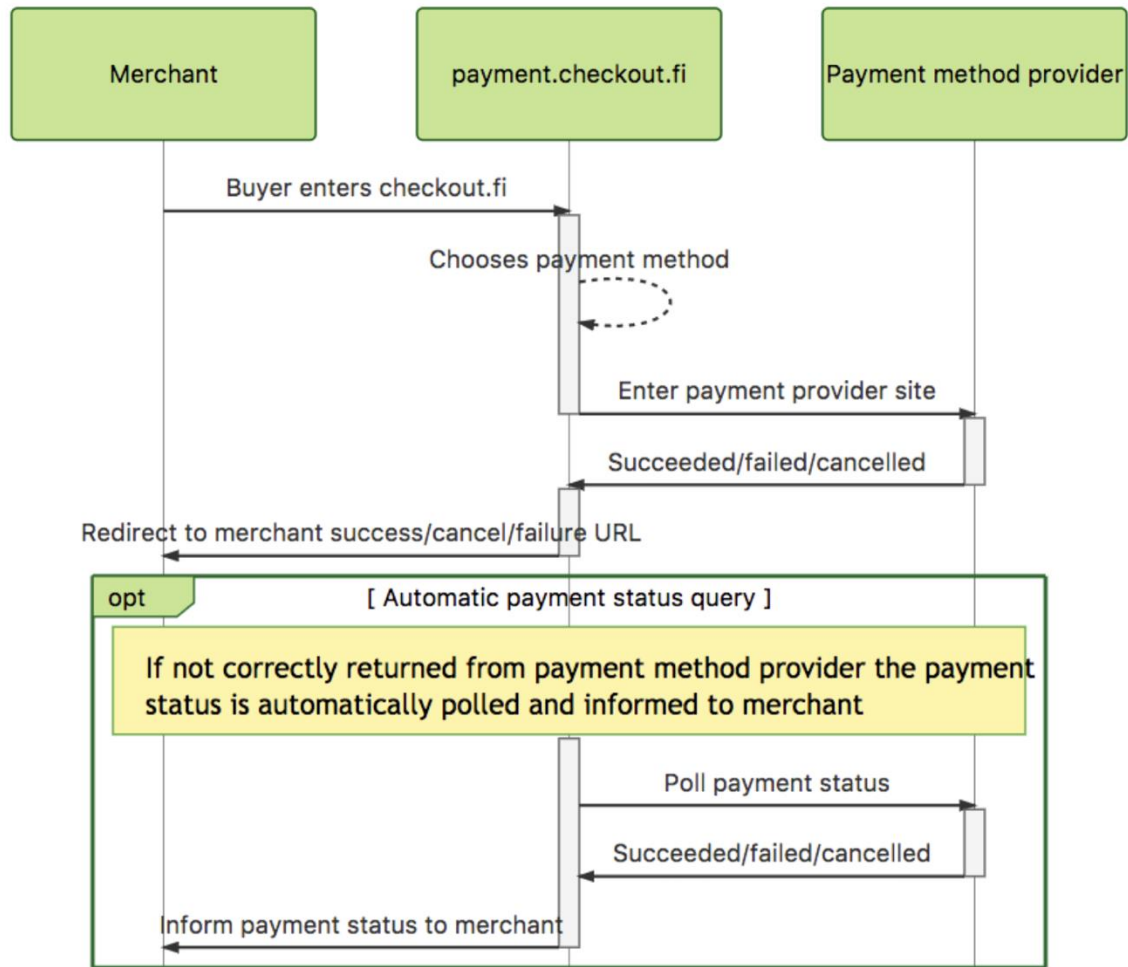 Merchant
payment.checkout.fi
Payment method provider
Buyer enters checkout.fi
Chooses payment method
Enter payment provider site
Succeeded/failed/cancelled
Redirect to merchant success/cancel/failure URL
opt
[ Automatic payment status query ]
If not correctly returned from payment method provider the payment
status is automatically polled and informed to merchant
Poll payment status
Succeeded/failed/cancelled
Inform payment status to merchant